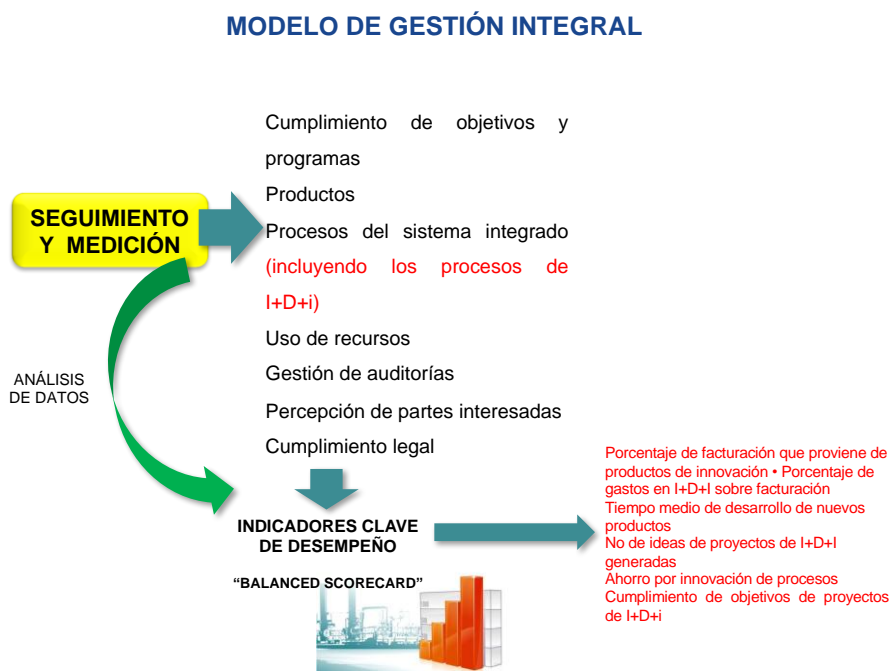 MODELO DE GESTIÓN INTEGRAL
Cumplimiento de objetivos y
programas
Productos
SEGUIMIENTO
Y MEDICIÓN
Procesos del sistema integrado
(incluyendo los procesos de
I+D+i)
Uso de recursos
Gestión de auditorías
Percepción de partes interesadas
Cumplimiento legal
ANÁLISIS
DE DATOS
INDICADORES CLAVE
DE DESEMPEÑO
“BALANCED SCORECARD”
Porcentaje de facturación que proviene de
productos de innovación • Porcentaje de
gastos en I+D+I sobre facturación
Tiempo medio de desarrollo de nuevos
productos
No de ideas de proyectos de I+D+I
generadas
Ahorro por innovación de procesos
Cumplimiento de objetivos de proyectos
de I+D+i